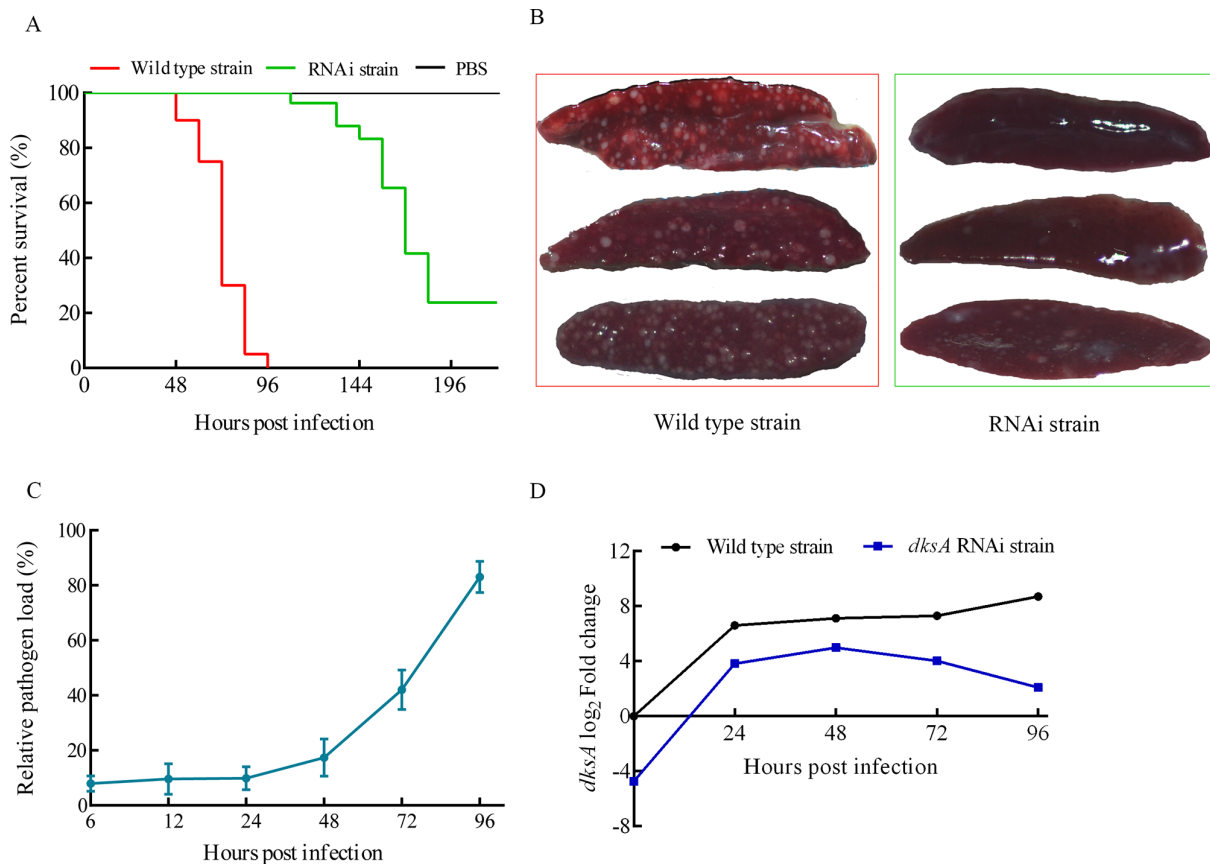 A
Wild type strain
RNAi strain
PBS
Percent survival (%)
100
80
60
40
20
0
0
48
96
144
196
Hours post infection
B
Wild type strain
RNAi strain
C
Relative pathogen load (%)
100
80
60
40
20
0
6
12
24
48
72
96
Hours post infection
D
Wild type strain
dksA RNAi strain
dksA log₂ Fold change
12
8
4
0
-4
-8
24
48
72
96
Hours post infection